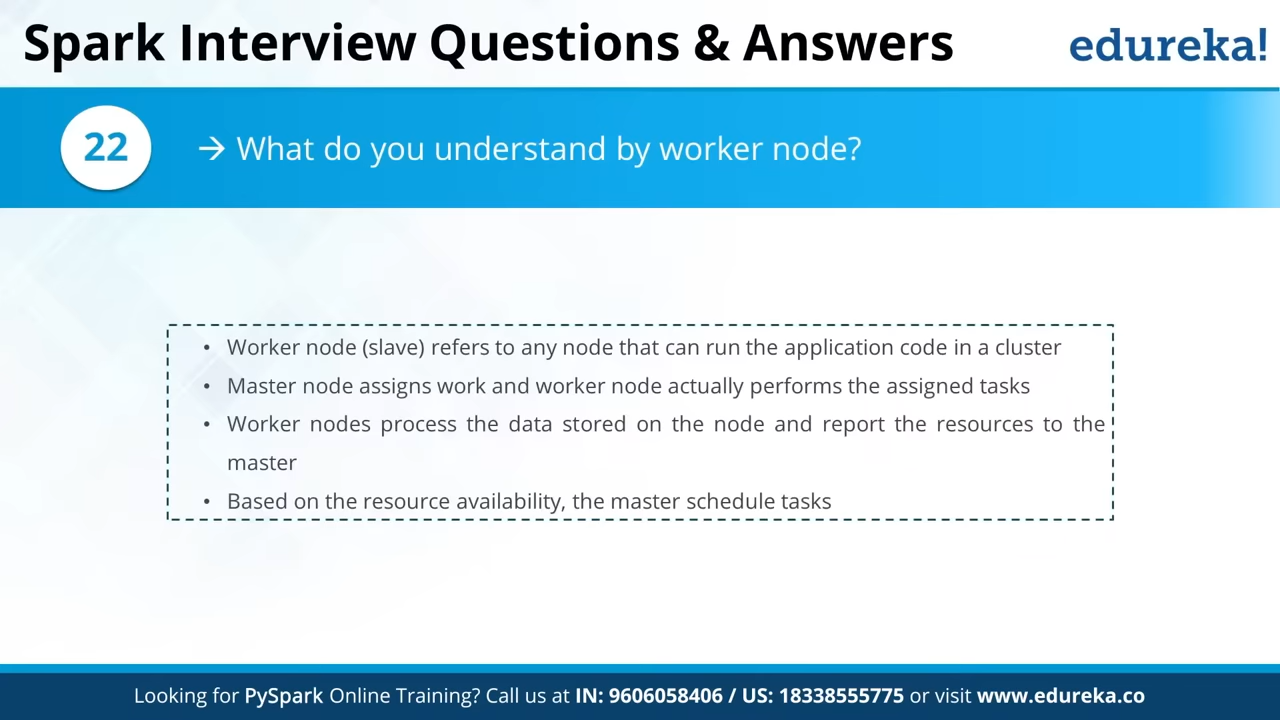 Spark Interview Questions & Answers
edureka!
22
→ What do you understand by worker node?
• Worker node (slave) refers to any node that can run the application code in a cluster
• Master node assigns work and worker node actually performs the assigned tasks
• Worker nodes process the data stored on the node and report the resources to the
master
• Based on the resource availability, the master schedule tasks
Looking for PySpark Online Training? Call us at IN: 9606058406 / US: 18338555775 or visit www.edureka.co